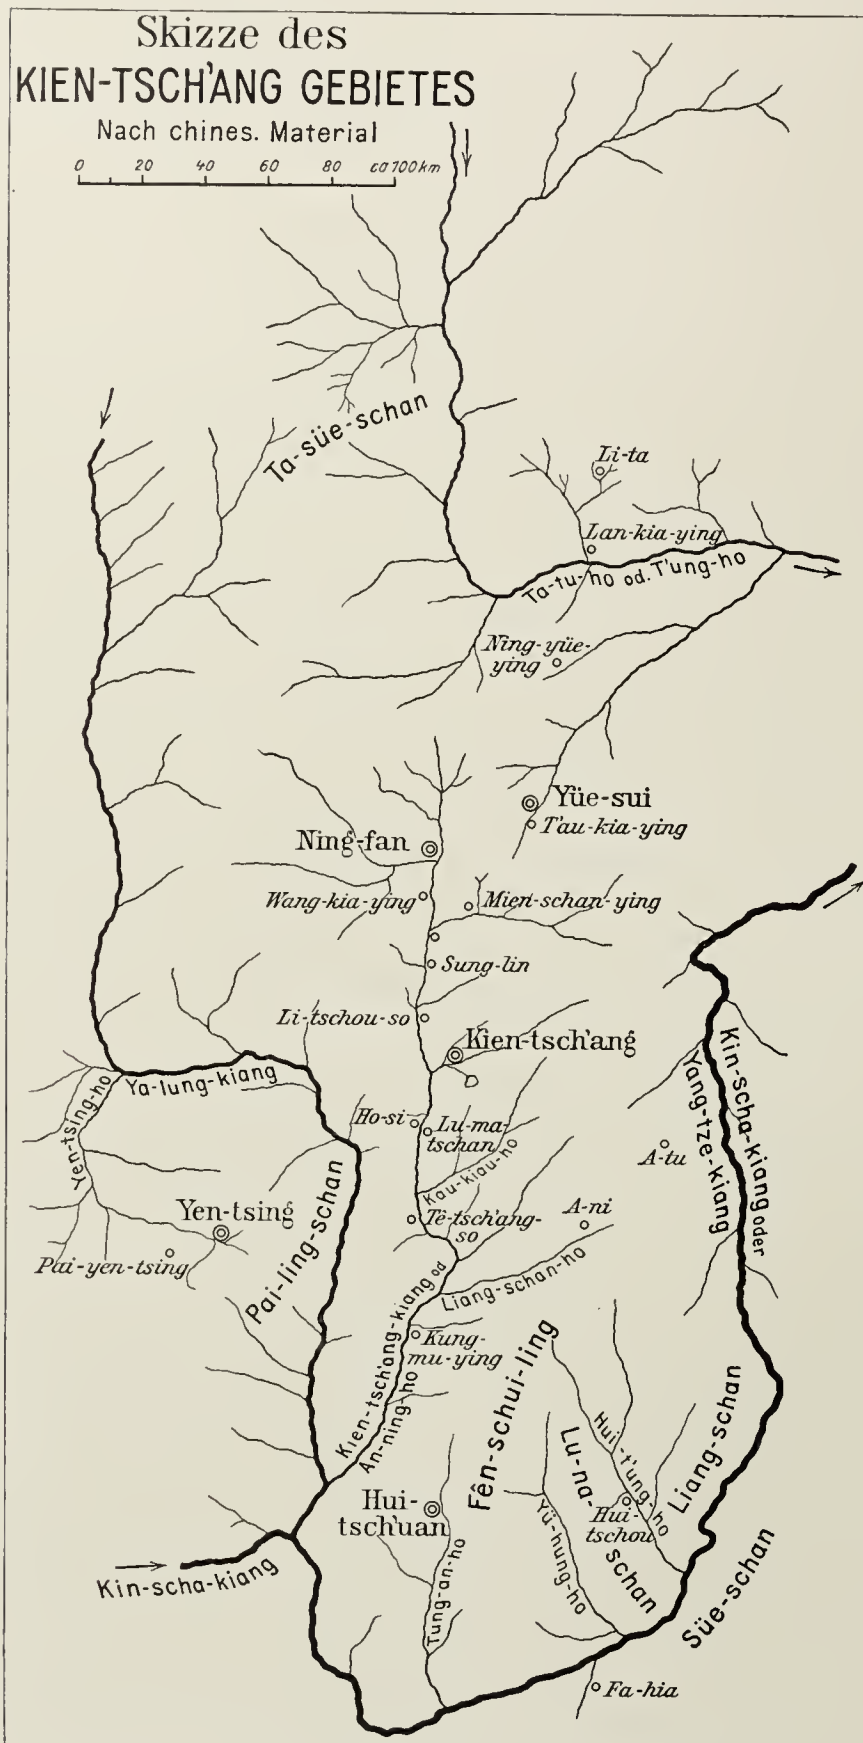 Skizze des
KIEN-TSCH'ANG GEBIETES
Nach chines. Material
0 20 40 60 80 ca 100 km
Ta-süe-schan
Li-ta
Lan-kia-ying
Ta-tu-ho od. T'ung-ho
Ning-yüe-
ying
Yüe-sui
T'au-kia-ying
Ning-fan
Wang-kia-ying
Mien-schan-ying
Sung-lin
Li-tschou-so
Kien-tsch'ang
Ya-lung-kiang
Yen-tsing-ho
Ho-si
Lu-ma-
tschan
Kau-kiau-ho
Kin-scha-kiang oder
Yang-tze-kiang
A-tu
Yen-tsing
Pai-yen-tsing
Pai-ling-schan
Tê-tsch'ang-
so
A-ni
Liang-schan-ho
Kien-tsch'ang-kiang od
An-ning-ho
Kung-
mu-ying
Fên-schui-ling
Lu-na-
schan
Hui-t'ung-ho
Liang-schan
Hui-
tschou
Yü-hung-ho
Hui-
tsch'uan
Tung-an-ho
Kin-scha-kiang
Süe-schan
Fa-hia